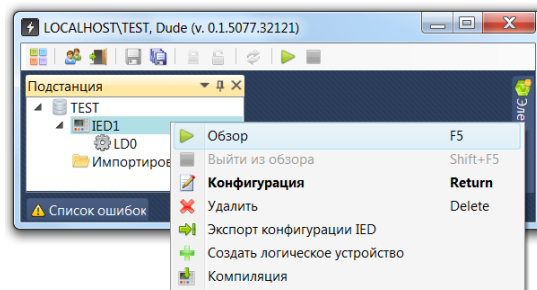 LOCALHOST\TEST, Dude (v. 0.1.5077.32121)
Подстанция
TEST
IED1
LD0
Обзор F5
Выйти из обзора Shift+F5
Конфигурация Return
Удалить Delete
Экспорт конфигурации IED
Создать логическое устройство
Компиляция
Список ошибок